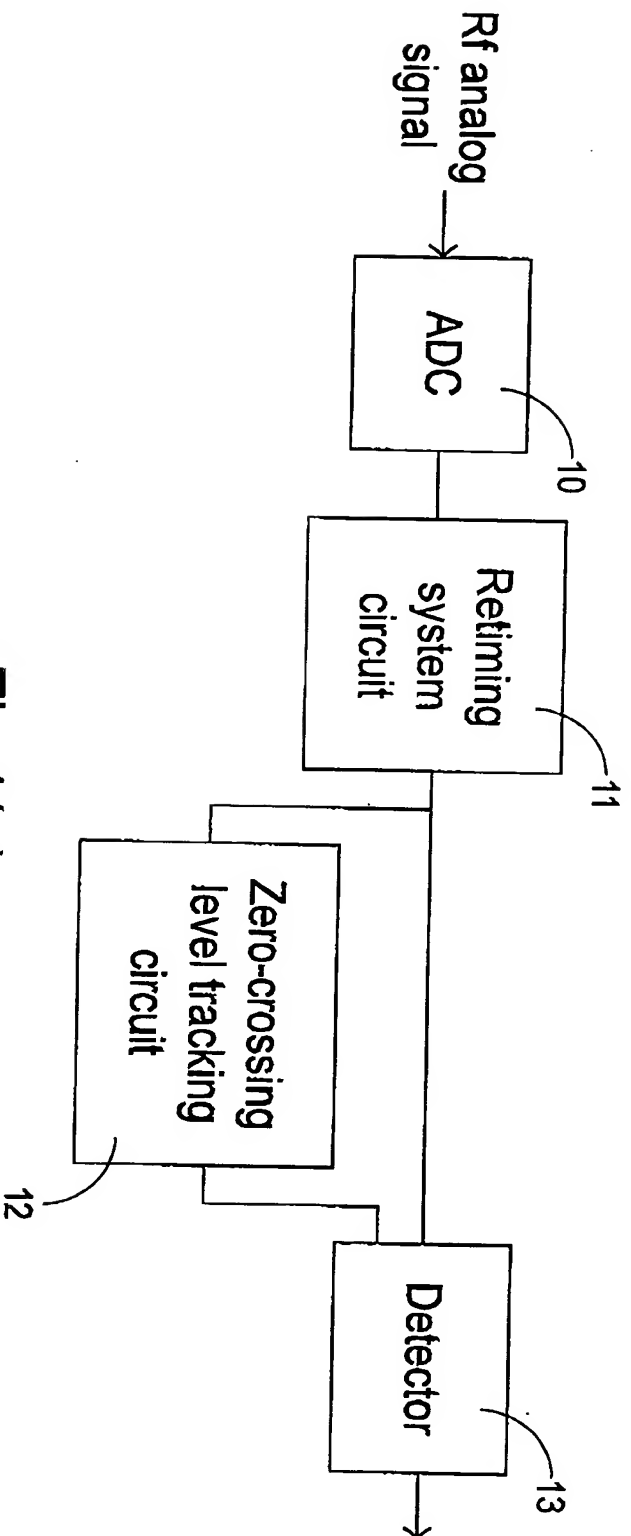 Rf analog
signal
ADC
10
Retiming
system
circuit
11
Zero-crossing
level tracking
circuit
12
Detector
13